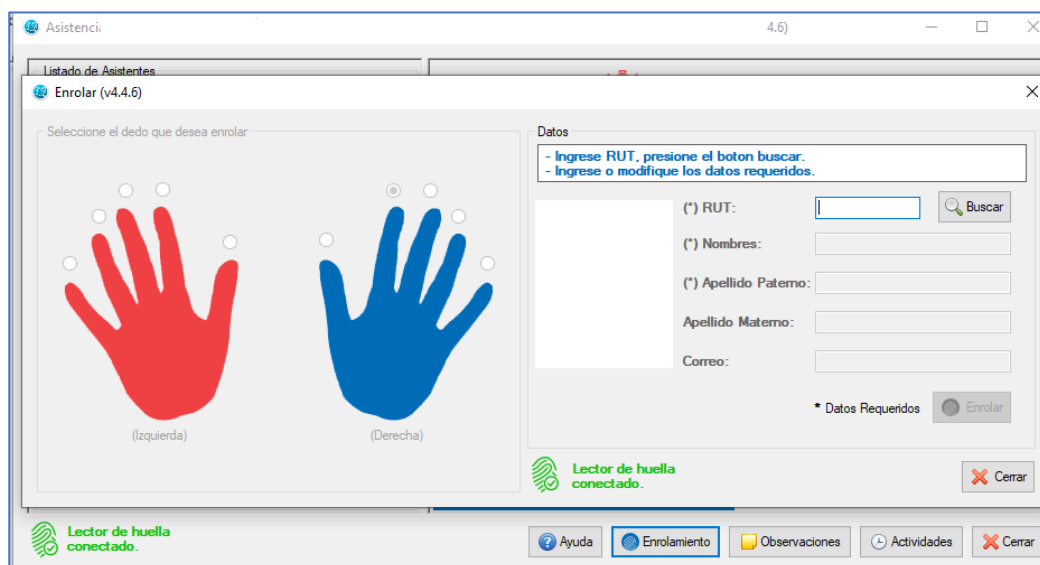 Asistencia
4.6)
Listado de Asistentes
Enrolar (v4.4.6)
Seleccione el dedo que desea enrolar
(Izquierda)
(Derecha)
Datos
- Ingrese RUT, presione el boton buscar.
- Ingrese o modifique los datos requeridos.
(*) RUT:
Buscar
(*) Nombres:
(*) Apellido Paterno:
Apellido Materno:
Correo:
* Datos Requeridos
Enrolar
Lector de huella
conectado.
Cerrar
Lector de huella
conectado.
Ayuda
Enrolamiento
Observaciones
Actividades
Cerrar